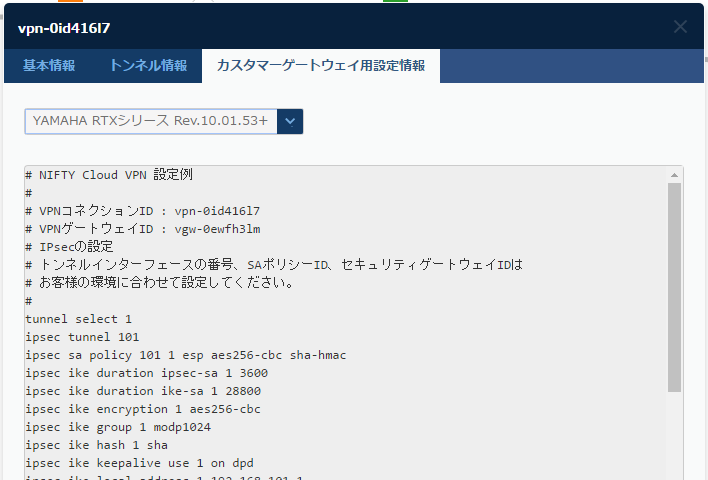 vpn-0id416l7
基本情報 トンネル情報 カスタマーゲートウェイ用設定情報
YAMAHA RTXシリーズ Rev.10.01.53+
# NIFTY Cloud VPN 設定例
#
# VPNコネクションID : vpn-0id416l7
# VPNゲートウェイID : vgw-0ewfh3lm
# IPsecの設定
# トンネルインターフェースの番号、SAポリシーID、セキュリティゲートウェイIDは
# お客様の環境に合わせて設定してください。
#
tunnel select 1
ipsec tunnel 101
ipsec sa policy 101 1 esp aes256-cbc sha-hmac
ipsec ike duration ipsec-sa 1 3600
ipsec ike duration ike-sa 1 28800
ipsec ike encryption 1 aes256-cbc
ipsec ike group 1 modp1024
ipsec ike hash 1 sha
ipsec ike keepalive use 1 on dpd
ipsec ike local address 1 192.168.101.1